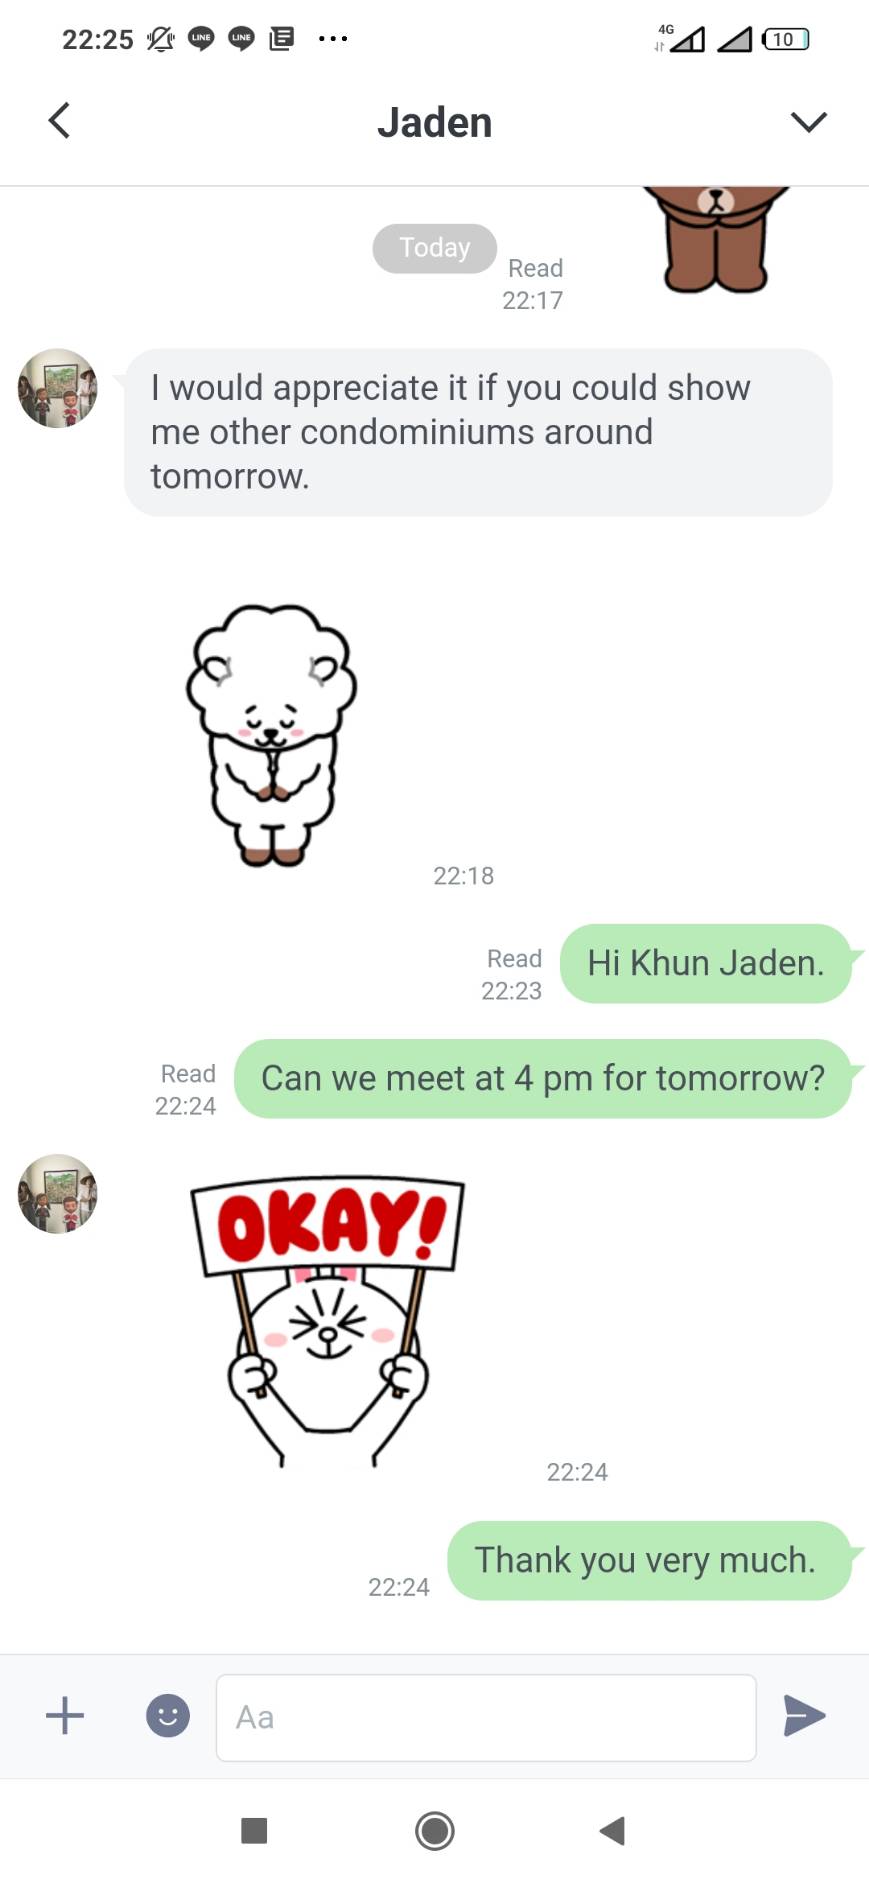 22:25
LINE
LINE
4G
10
Jaden
Today
Read
22:17
I would appreciate it if you could show
me other condominiums around
tomorrow.
22:18
Read
22:23
Hi Khun Jaden.
Read
22:24
Can we meet at 4 pm for tomorrow?
OKAY!
22:24
Thank you very much.
22:24
Aa